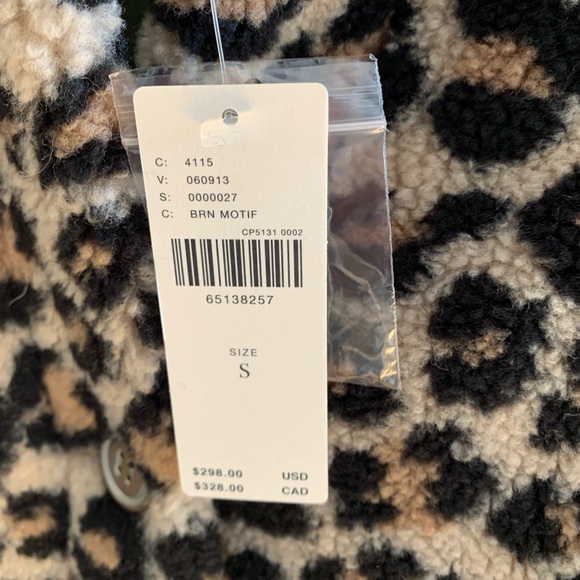 C: 4115
V: 060913
S: 0000027
C: BRN MOTIF
CP5131 0002
65138257
SIZE
S
$298.00 USD
$328.00 CAD